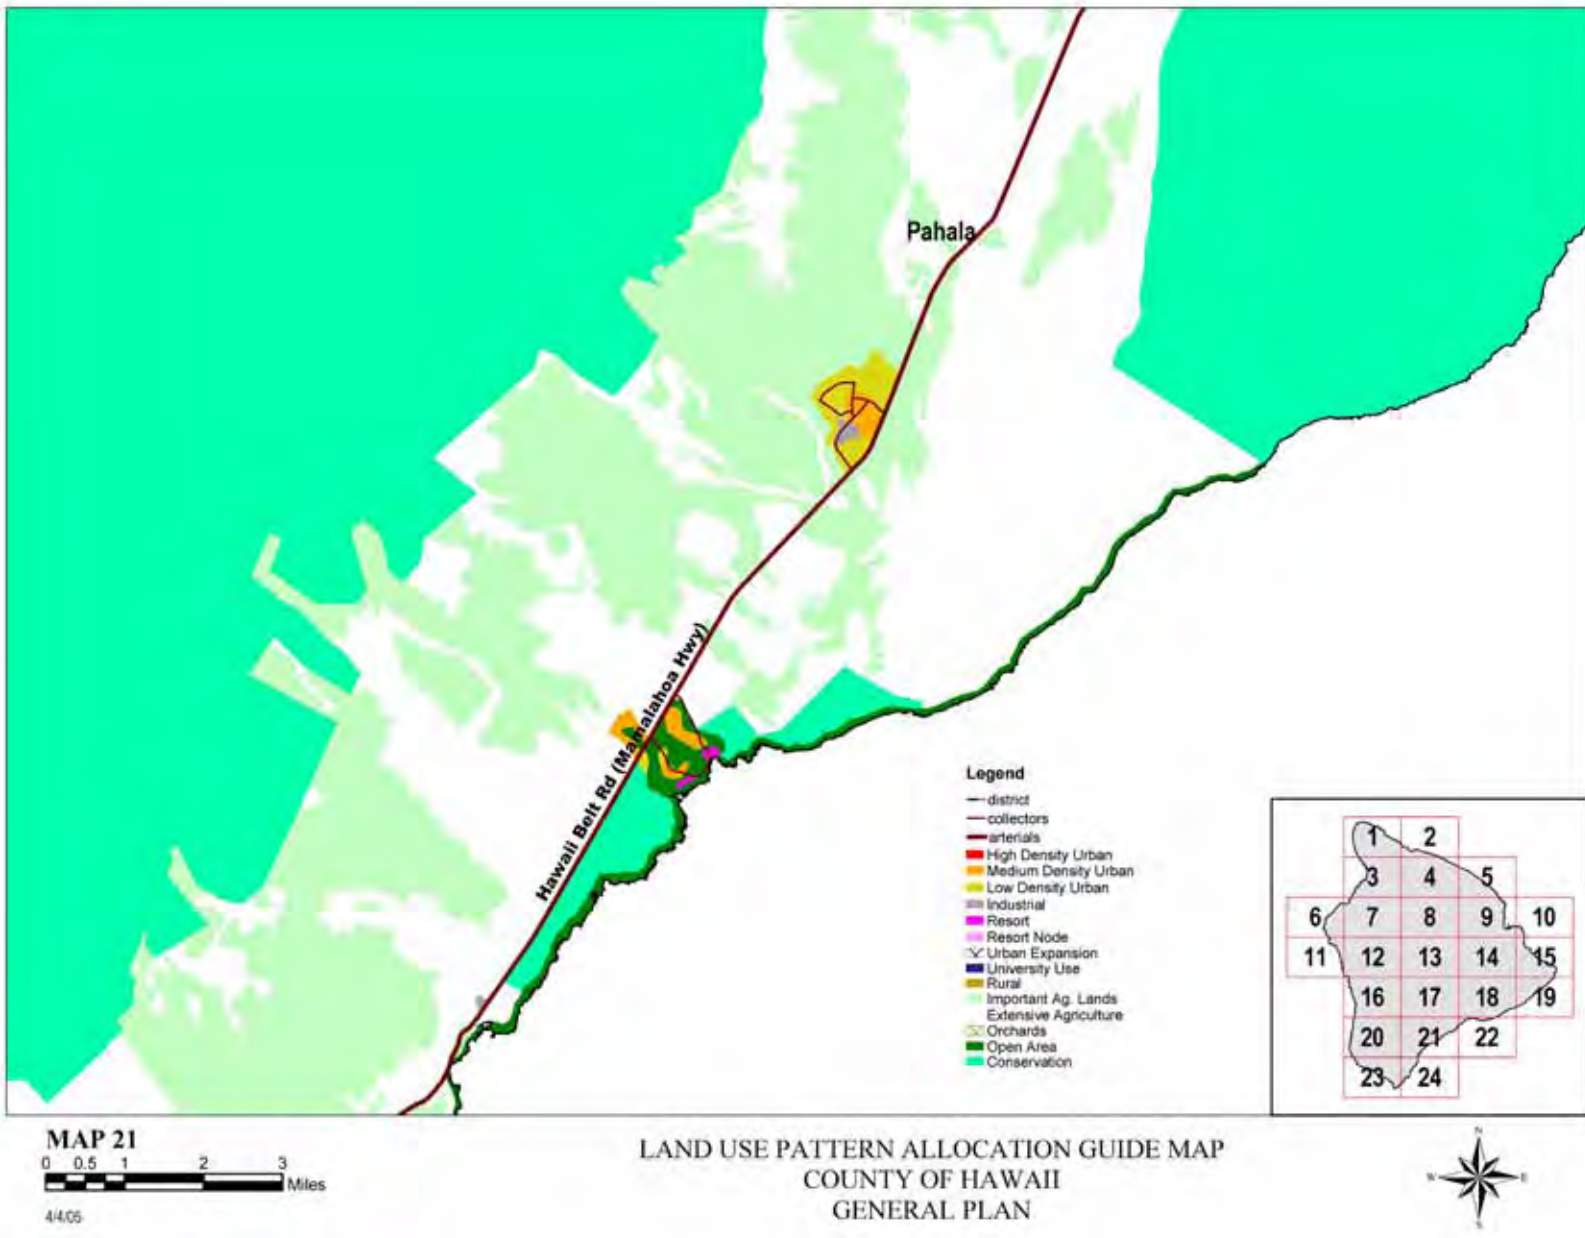 Pahala
Hawaii Belt Rd (Mamalahoa Hwy)
Legend
district
collectors
arterials
High Density Urban
Medium Density Urban
Low Density Urban
Industrial
Resort
Resort Node
Urban Expansion
University Use
Rural
Important Ag. Lands
Extensive Agriculture
Orchards
Open Area
Conservation
1 2
3 4 5
6 7 8 9 10
11 12 13 14 15
16 17 18 19
20 21 22
23 24
MAP 21
0 0.5 1 2 3
Miles
4/4/05
LAND USE PATTERN ALLOCATION GUIDE MAP
COUNTY OF HAWAII
GENERAL PLAN
N
W E
S